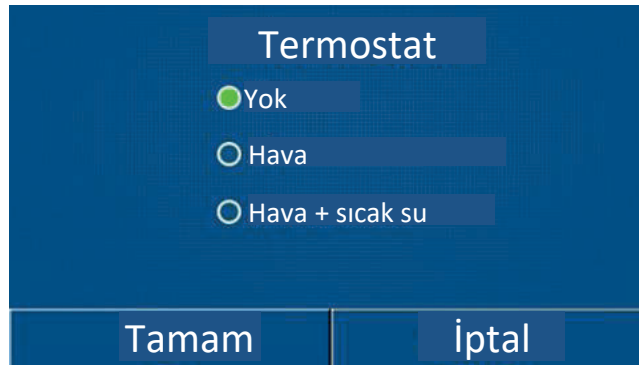 Termostat
Yok
Hava
Hava + sıcak su
Tamam
İptal